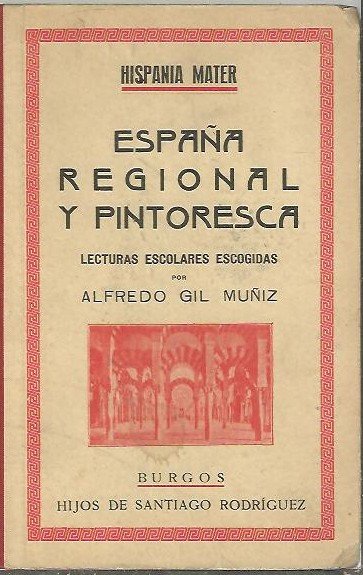 HISPANIA MATER
ESPAÑA
REGIONAL
Y PINTORESCA
LECTURAS ESCOLARES ESCOGIDAS
POR
ALFREDO GIL MUÑIZ
BURGOS
HIJOS DE SANTIAGO RODRÍGUEZ